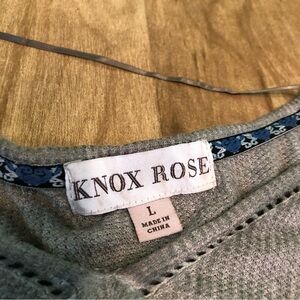 KNOX ROSE
L
MADE IN
CHINA